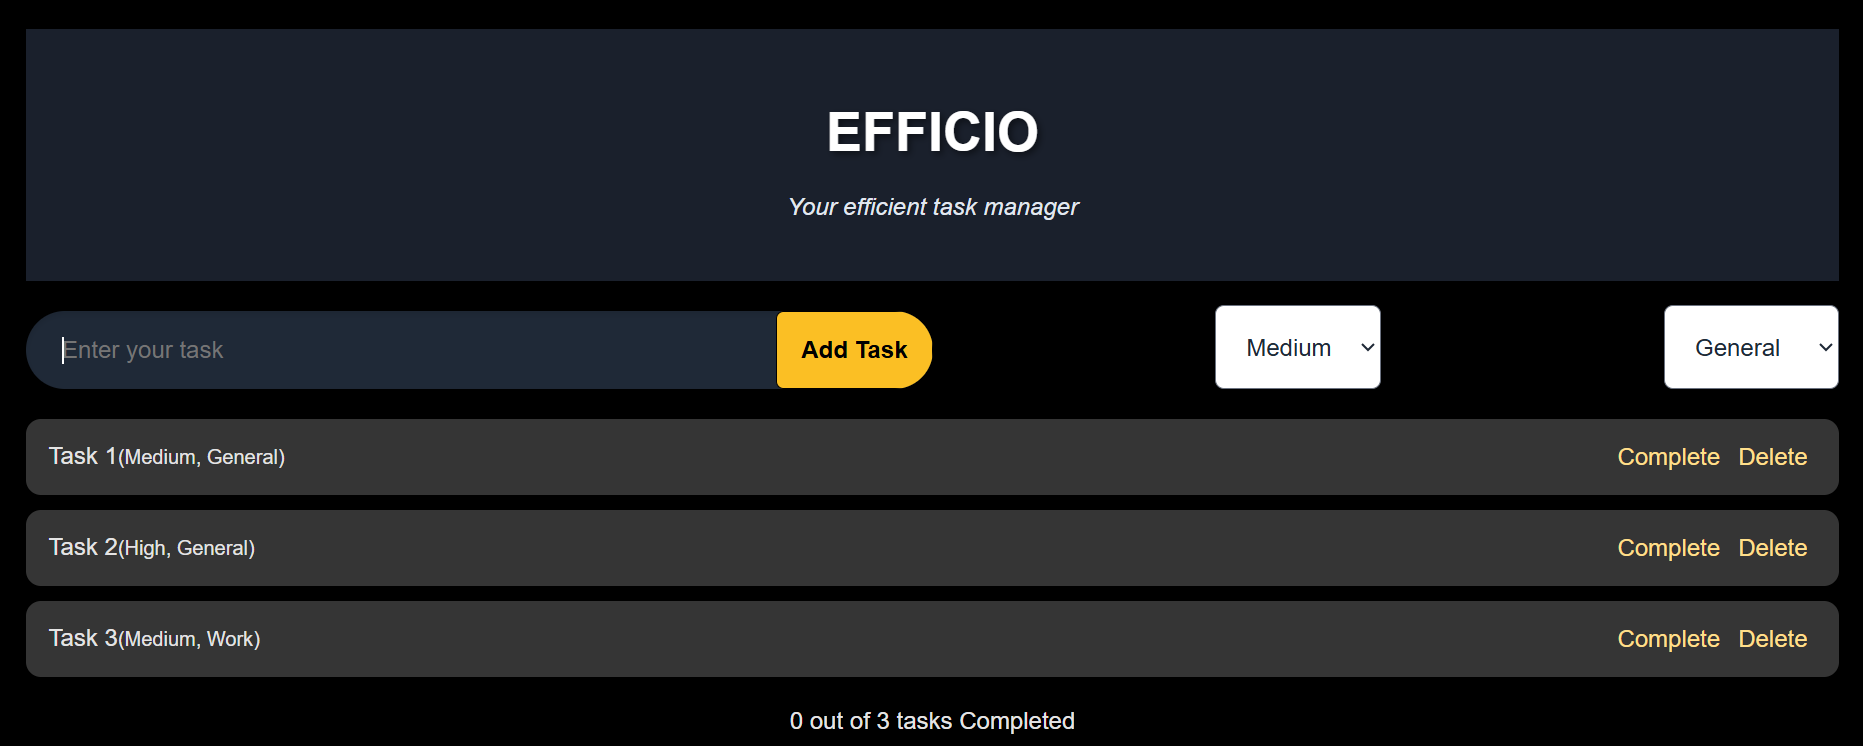 EFFICIO
Your efficient task manager
Enter your task Add Task Medium General
Task 1(Medium, General) Complete Delete
Task 2(High, General) Complete Delete
Task 3(Medium, Work) Complete Delete
0 out of 3 tasks Completed